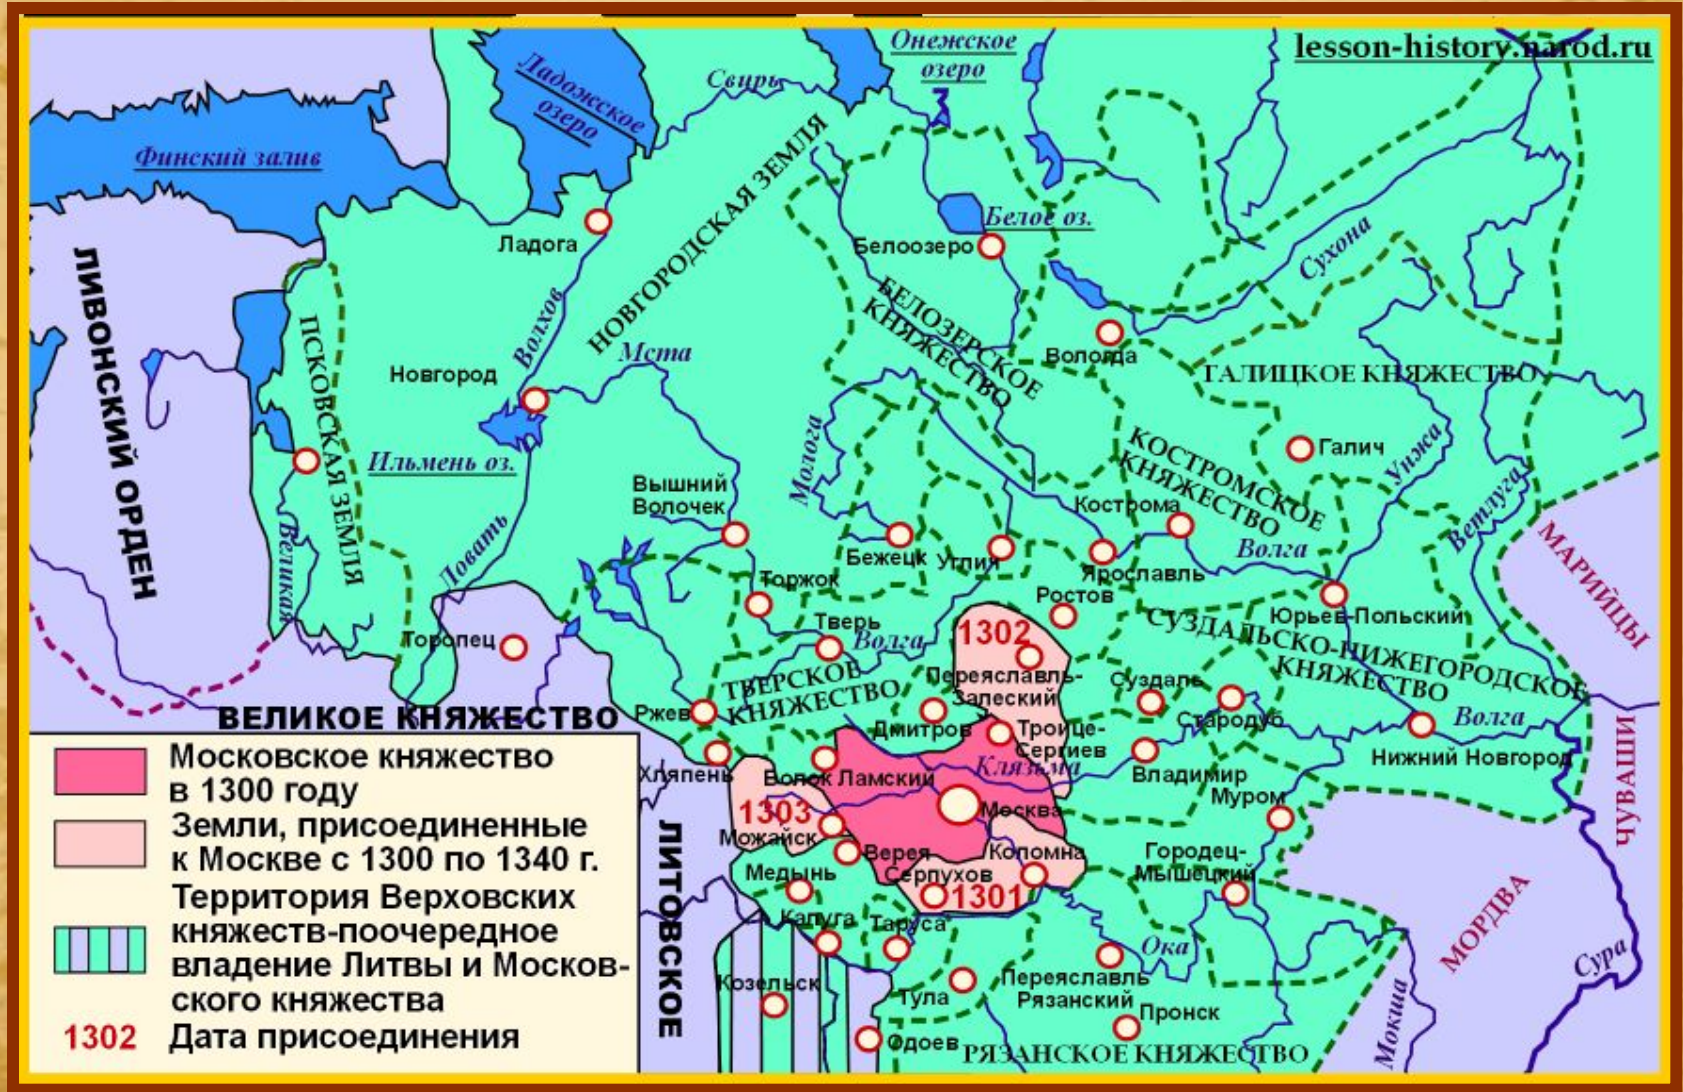 lesson-history.narod.ru
Онежское
озеро
Ладожское
озеро
Свирь
Финский залив
НОВГОРОДСКАЯ ЗЕМЛЯ
Белое оз.
Белоозеро
Ладога
Сухона
ЛИВОНСКИЙ ОРДЕН
ПСКОВСКАЯ ЗЕМЛЯ
Волхов
Мста
БЕЛОЗЕРСКОЕ
КНЯЖЕСТВО
Вологда
Новгород
ГАЛИЦКОЕ КНЯЖЕСТВО
Ильмень оз.
Молога
Галич
Унжа
КОСТРОМСКОЕ
КНЯЖЕСТВО
Вышний
Волочек
Кострома
Ветлуга
Великая
Ловать
Бежецк
Углич
Ярославль
Волга
МАРИЙЦЫ
Торжок
Ростов
Юрьев-Польский
Торопец
Тверь
Волга
1302
СУЗДАЛЬСКО-НИЖЕГОРОДСКОЕ
КНЯЖЕСТВО
ТВЕРСКОЕ
КНЯЖЕСТВО
Переяславль-
Залеский
Суздаль
Стародуб
Волга
ВЕЛИКОЕ КНЯЖЕСТВО
Ржев
Дмитров
Троице-
Сергиев
Нижний Новгород
ЧУВАШИ
Хляпень
Волок Ламский
Клязьма
Владимир
Муром
1303
Москва
Можайск
Верея
Коломна
Городец-
Мышецкий
ЛИТОВСКОЕ
Медынь
Серпухов
1301
МОРДВА
Калуга
Таруса
Ока
Сура
Козельск
Тула
Переяславль
Рязанский
Пронск
Мокша
Одоев
РЯЗАНСКОЕ КНЯЖЕСТВО
Московское княжество
в 1300 году
Земли, присоединенные
к Москве с 1300 по 1340 г.
Территория Верховских
княжеств-поочередное
владение Литвы и Москов-
ского княжества
1302 Дата присоединения